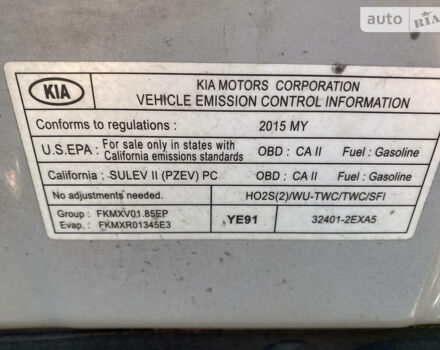 auto RIA
KIA
KIA MOTORS CORPORATION
VEHICLE EMISSION CONTROL INFORMATION
Conforms to regulations : 2015 MY
U.S.EPA : For sale only in states with California emissions standards OBD : CA II Fuel : Gasoline
California : SULEV II (PZEV) PC OBD : CA II Fuel : Gasoline
No adjustments needed. HO2S(2)/WU-TWC/TWC/SFI
Group : FKMXV01.85EP
Evap. : FKMXR01345E3
YE91
32401-2EXA5